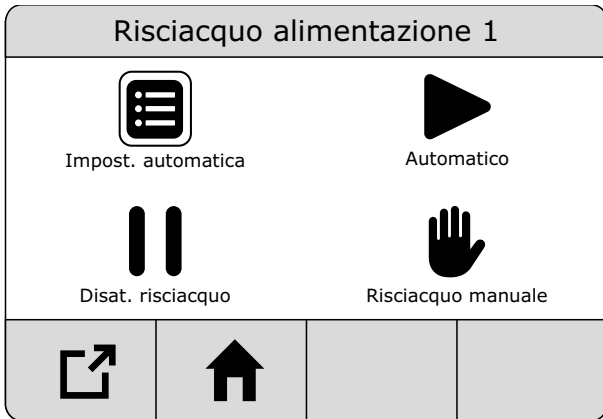 Risciacquo alimentazione 1
Impost. automatica
Automatico
Disat. risciacquo
Risciacquo manuale